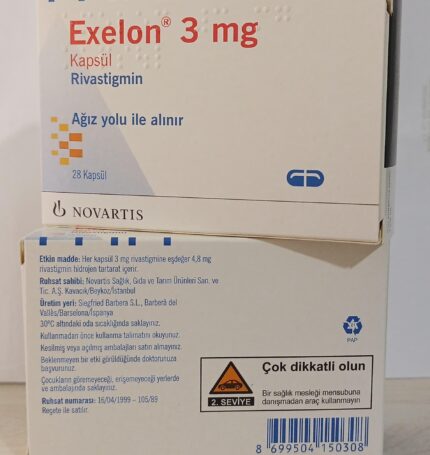 Exelon® 3 mg
Kapsül
Rivastigmin
Ağız yolu ile alınır
28 Kapsül
NOVARTIS
Etkin madde: Her kapsül 3 mg rivastigmine eşdeğer 4,8 mg
rivastigmin hidrojen tartarat içerir.
Ruhsat sahibi: Novartis Sağlık, Gıda ve Tarım Ürünleri San. ve
Tic. A.Ş. Kavacık/Beykoz/İstanbul
Üretim yeri: Siegfried Barbera S.L., Barberà del
Vallès/Barselona/İspanya
30°C altındaki oda sıcaklığında saklayınız.
Kullanmadan önce kullanma talimatını okuyunuz.
Kesilmiş veya açılmış ambalajları satın almayınız.
Beklenmeyen bir etki görüldüğünde doktorunuza
başvurunuz.
Çocukların göremeyeceği, erişemeyeceği yerlerde
ve ambalajında saklayınız.
Ruhsat numarası: 16/04/1999 - 105/89
Reçete ile satılır.
PAP
Çok dikkatli olun
2. SEVİYE
Bir sağlık mesleği mensubuna
danışmadan araç kullanmayın
8 699504 150308